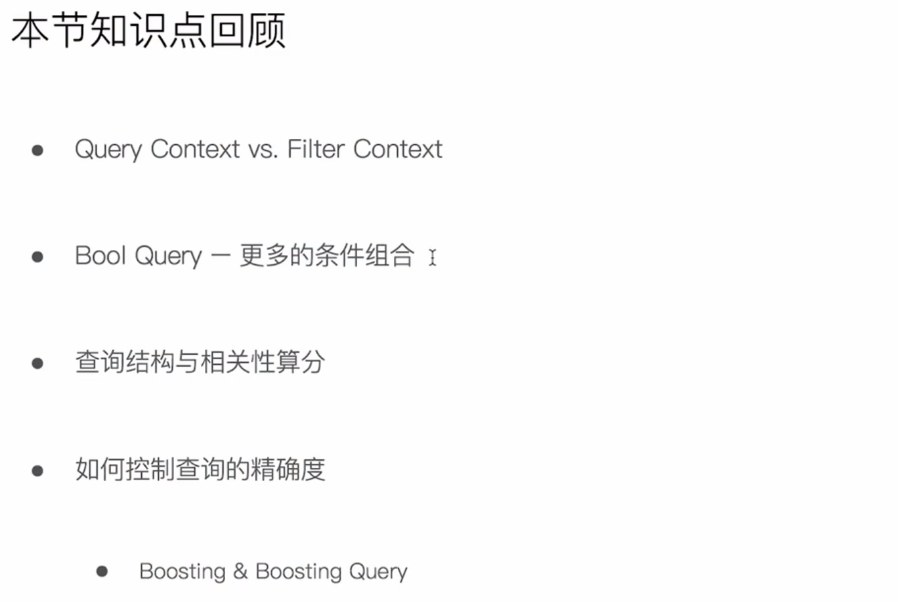 本节知识点回顾
Query Context vs. Filter Context
Bool Query — 更多的条件组合
查询结构与相关性算分
如何控制查询的精确度
Boosting & Boosting Query